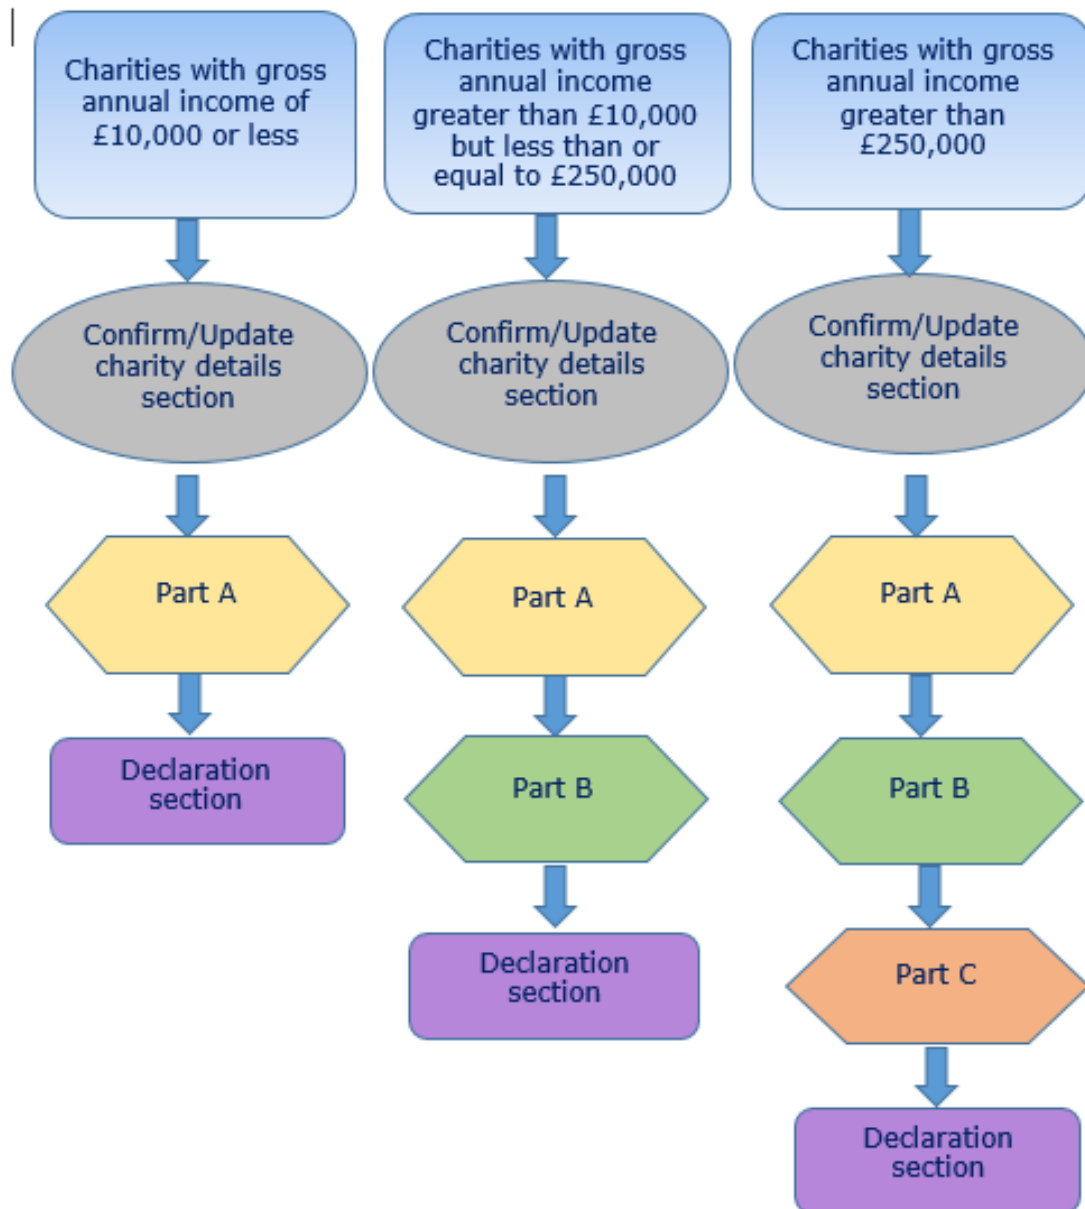 Charities with gross
annual income of
£10,000 or less
Confirm/Update
charity details
section
Part A
Declaration
section
Charities with gross
annual income
greater than £10,000
but less than or
equal to £250,000
Confirm/Update
charity details
section
Part A
Part B
Declaration
section
Charities with gross
annual income
greater than
£250,000
Confirm/Update
charity details
section
Part A
Part B
Part C
Declaration
section